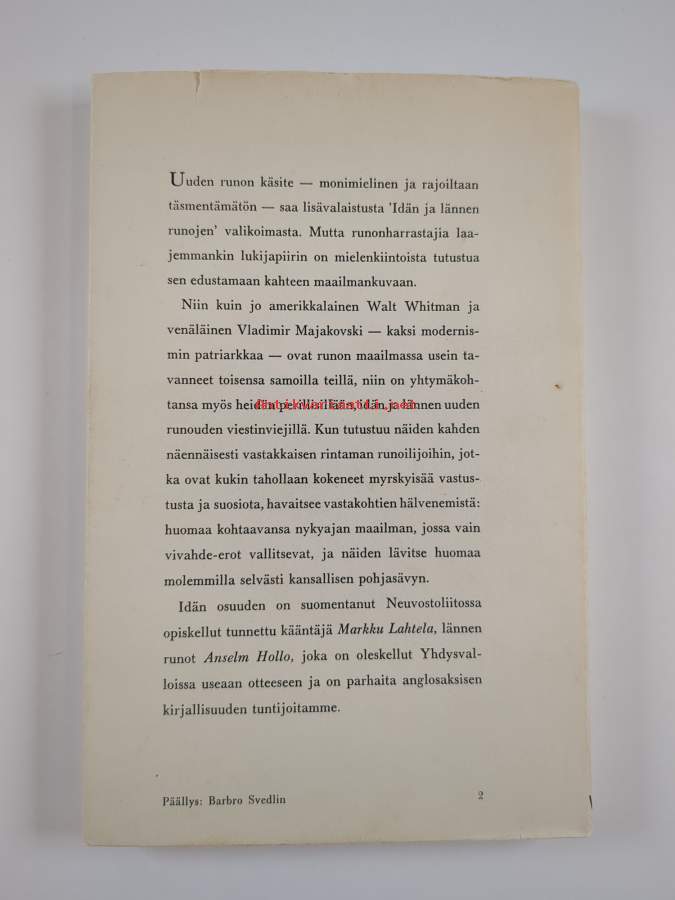 Uuden runon käsite — monimielinen ja rajoiltaan
täsmentämätön — saa lisävalaistusta 'Idän ja lännen
runojen' valikoimasta. Mutta runonharrastajia laa-
jemmankin lukijapiirin on mielenkiintoista tutustua
sen edustamaan kahteen maailmankuvaan.
Niin kuin jo amerikkalainen Walt Whitman ja
venäläinen Vladimir Majakovski — kaksi modernis-
min patriarkkaa — ovat runon maailmassa usein ta-
vanneet toisensa samoilla teillä, niin on yhtymäkoh-
tansa myös heidän perillisillään, idän ja lännen uuden
runouden viestinviejillä. Kun tutustuu näiden kahden
näennäisesti vastakkaisen rintaman runoilijoihin, jot-
ka ovat kukin tahollaan kokeneet myrskyisää vastus-
tusta ja suosiota, havaitsee vastakohtien hälvenemistä:
huomaa kohtaavansa nykyajan maailman, jossa vain
vivahde-erot vallitsevat, ja näiden lävitse huomaa
molemmilla selvästi kansallisen pohjasävyn.
Idän osuuden on suomentanut Neuvostoliitossa
opiskellut tunnettu kääntäjä Markku Lahtela, lännen
runot Anselm Hollo, joka on oleskellut Yhdysval-
loissa useaan otteeseen ja on parhaita anglosaksisen
kirjallisuuden tuntijoitamme.
Päällys: Barbro Svedlin
2